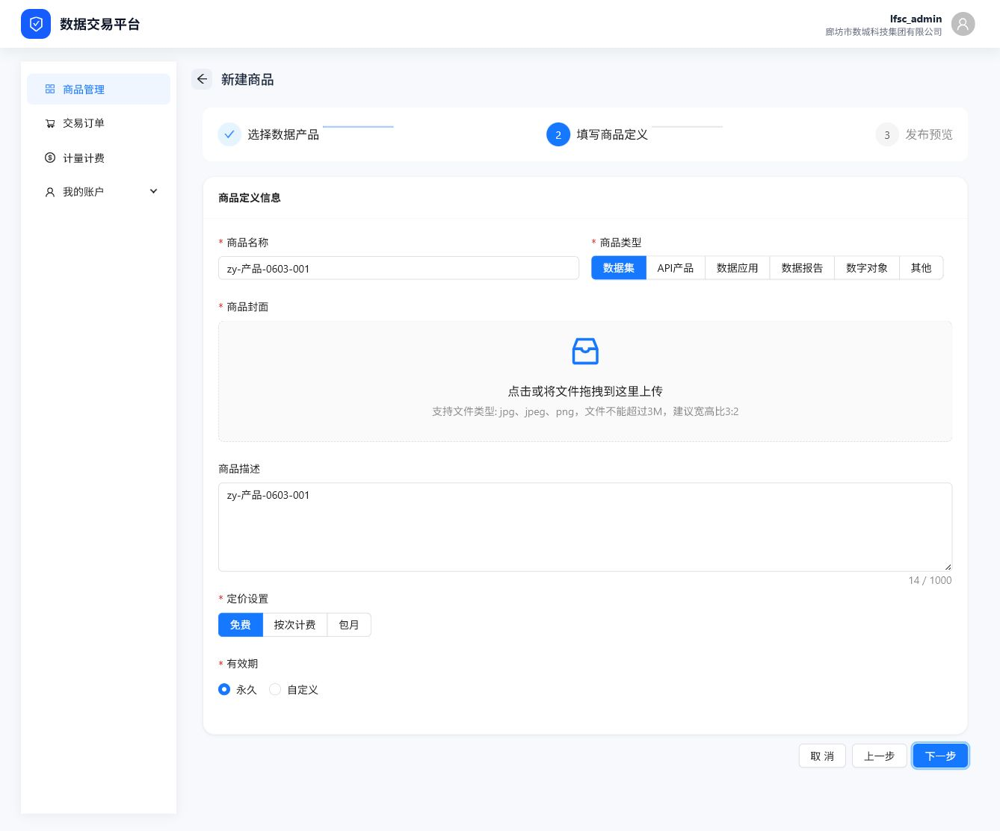 数据交易平台
lfsc_admin
廊坊市数城科技集团有限公司
商品管理
交易订单
计量计费
我的账户
新建商品
选择数据产品
2 填写商品定义
3 发布预览
商品定义信息
* 商品名称
zy-产品-0603-001
* 商品类型
数据集 API产品 数据应用 数据报告 数字对象 其他
* 商品封面
点击或将文件拖拽到这里上传
支持文件类型: jpg、jpeg、png，文件不能超过3M，建议宽高比3:2
商品描述
zy-产品-0603-001
14 / 1000
* 定价设置
免费 按次计费 包月
* 有效期
永久 自定义
取 消 上一步 下一步